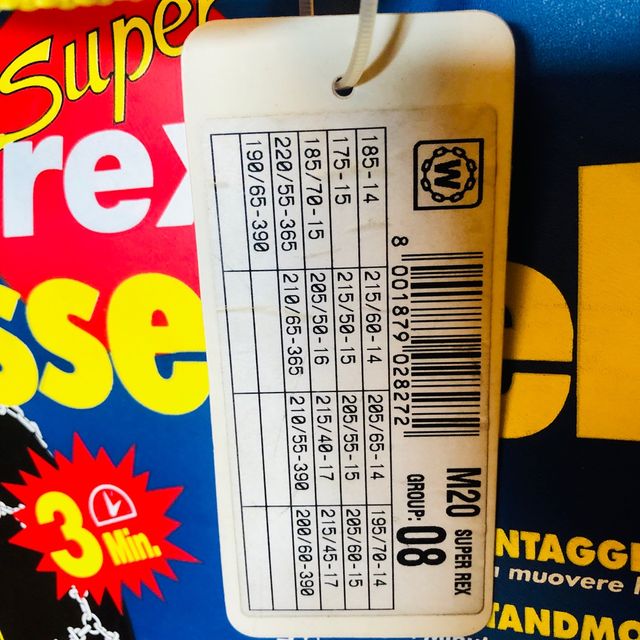 Super
rex
sse
3
Min.
W
8 001879 028272
M20 SUPER REX
GROUP: 08
185-14 215/60-14 205/65-14 195/70-14
175-15 215/50-15 205/55-15 205/60-15
185/70-15 205/50-16 215/40-17 215/45-17
220/55-365 210/65-365 210/55-390 200/60-390
190/65-390
NTAGGI
muovere
TANDMO